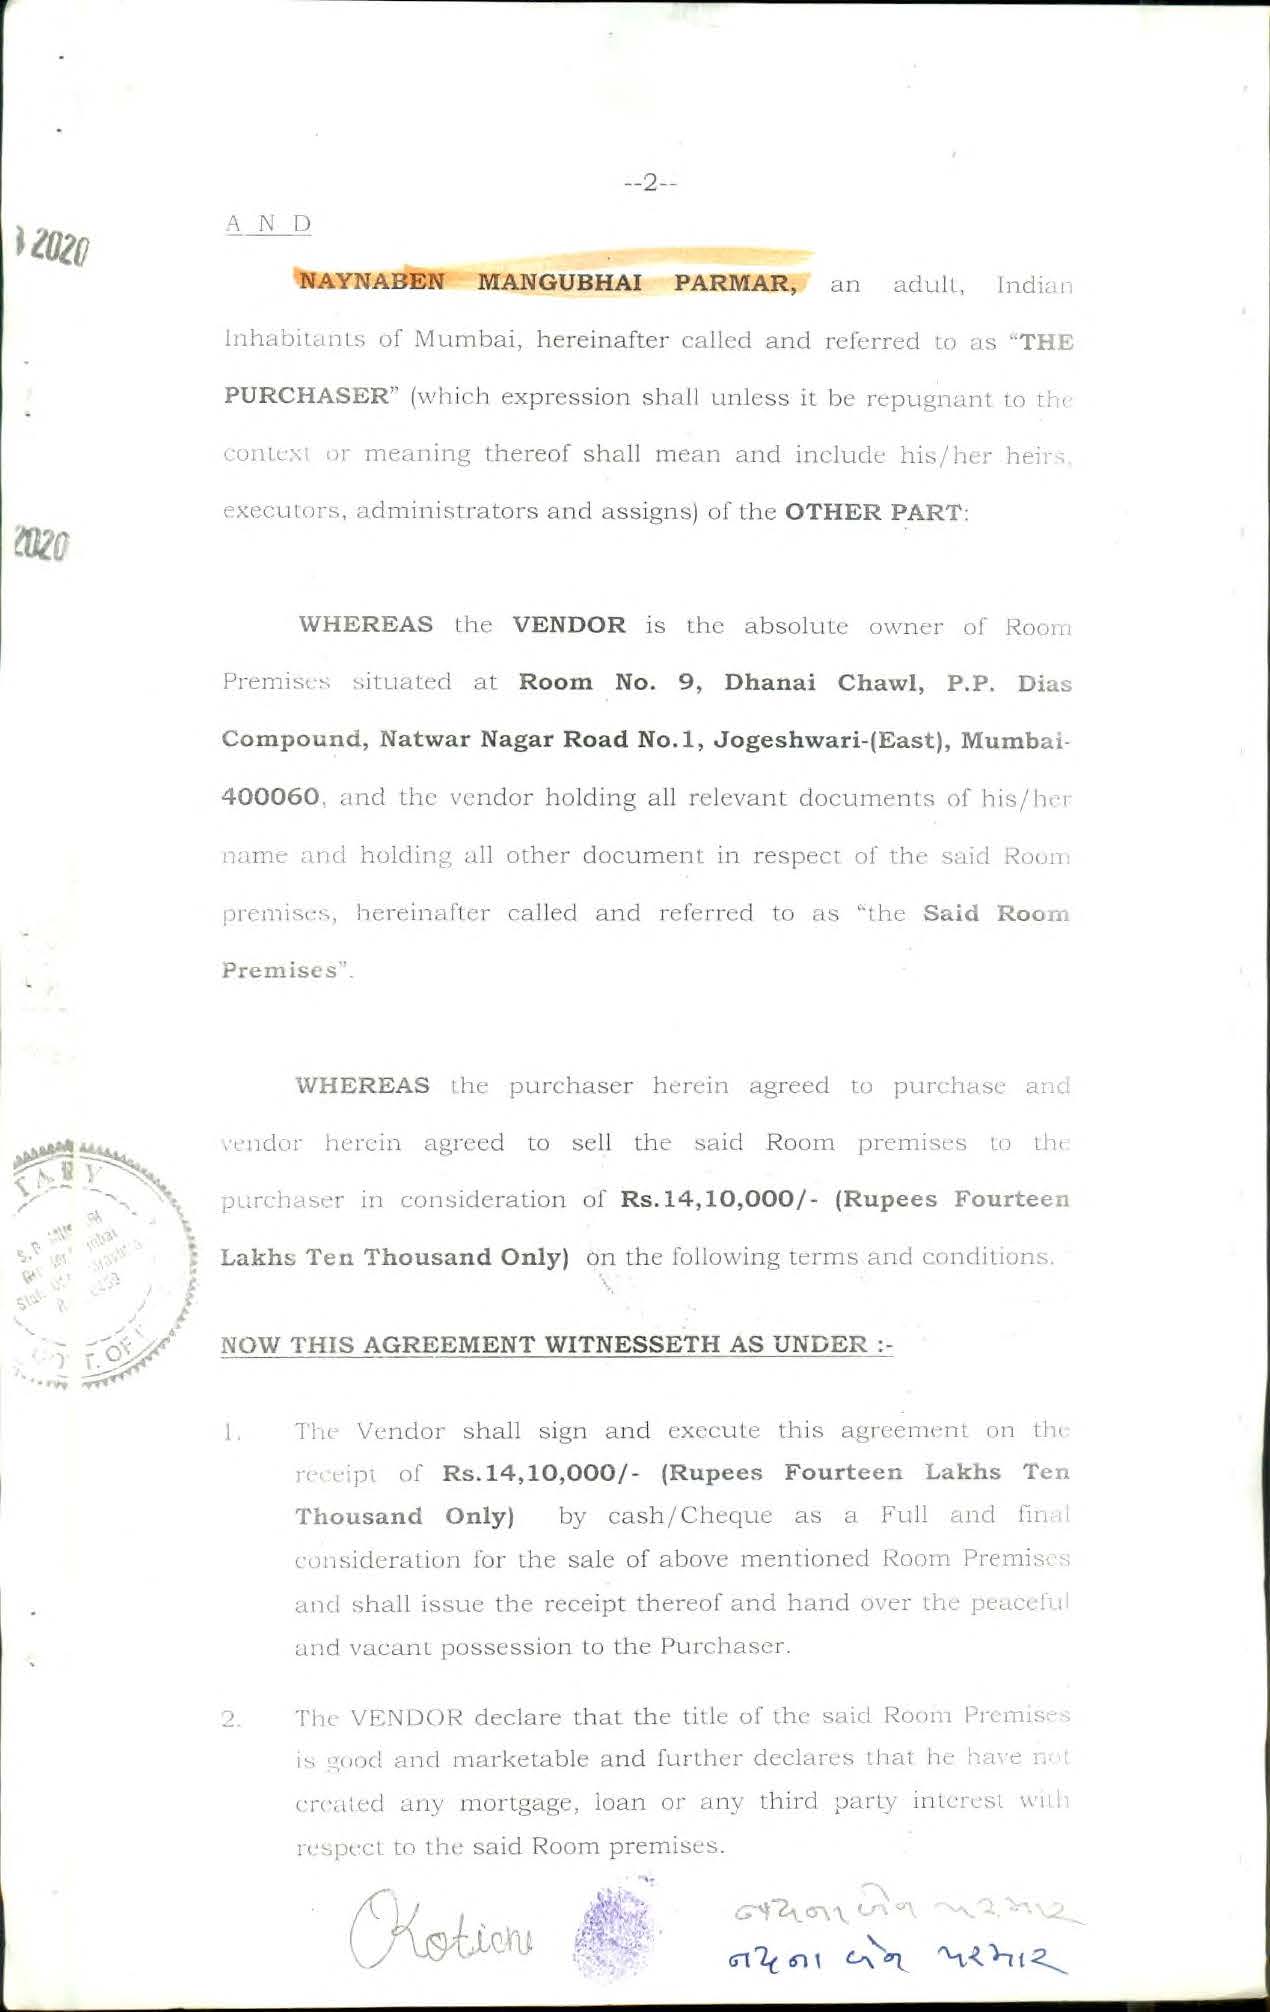 --2--
2020
A N D
NAYNABEN MANGUBHAI PARMAR, an adult, Indian
Inhabitants of Mumbai, hereinafter called and referred to as “THE
PURCHASER” (which expression shall unless it be repugnant to the
context or meaning thereof shall mean and include his/her heirs,
executors, administrators and assigns) of the OTHER PART:
2020
WHEREAS the VENDOR is the absolute owner of Room
Premises situated at Room No. 9, Dhanai Chawl, P.P. Dias
Compound, Natwar Nagar Road No.1, Jogeshwari-(East), Mumbai-
400060, and the vendor holding all relevant documents of his/her
name and holding all other document in respect of the said Room
premises, hereinafter called and referred to as “the Said Room
Premises”.
WHEREAS the purchaser herein agreed to purchase and
vendor herein agreed to sell the said Room premises to the
purchaser in consideration of Rs.14,10,000/- (Rupees Fourteen
Lakhs Ten Thousand Only) on the following terms and conditions.
NOW THIS AGREEMENT WITNESSETH AS UNDER :-
1. The Vendor shall sign and execute this agreement on the
receipt of Rs.14,10,000/- (Rupees Fourteen Lakhs Ten
Thousand Only) by cash/Cheque as a Full and final
consideration for the sale of above mentioned Room Premises
and shall issue the receipt thereof and hand over the peaceful
and vacant possession to the Purchaser.
2. The VENDOR declare that the title of the said Room Premises
is good and marketable and further declares that he have not
created any mortgage, loan or any third party interest with
respect to the said Room premises.
નયના બેન પરમાર
નયના બેન પરમાર